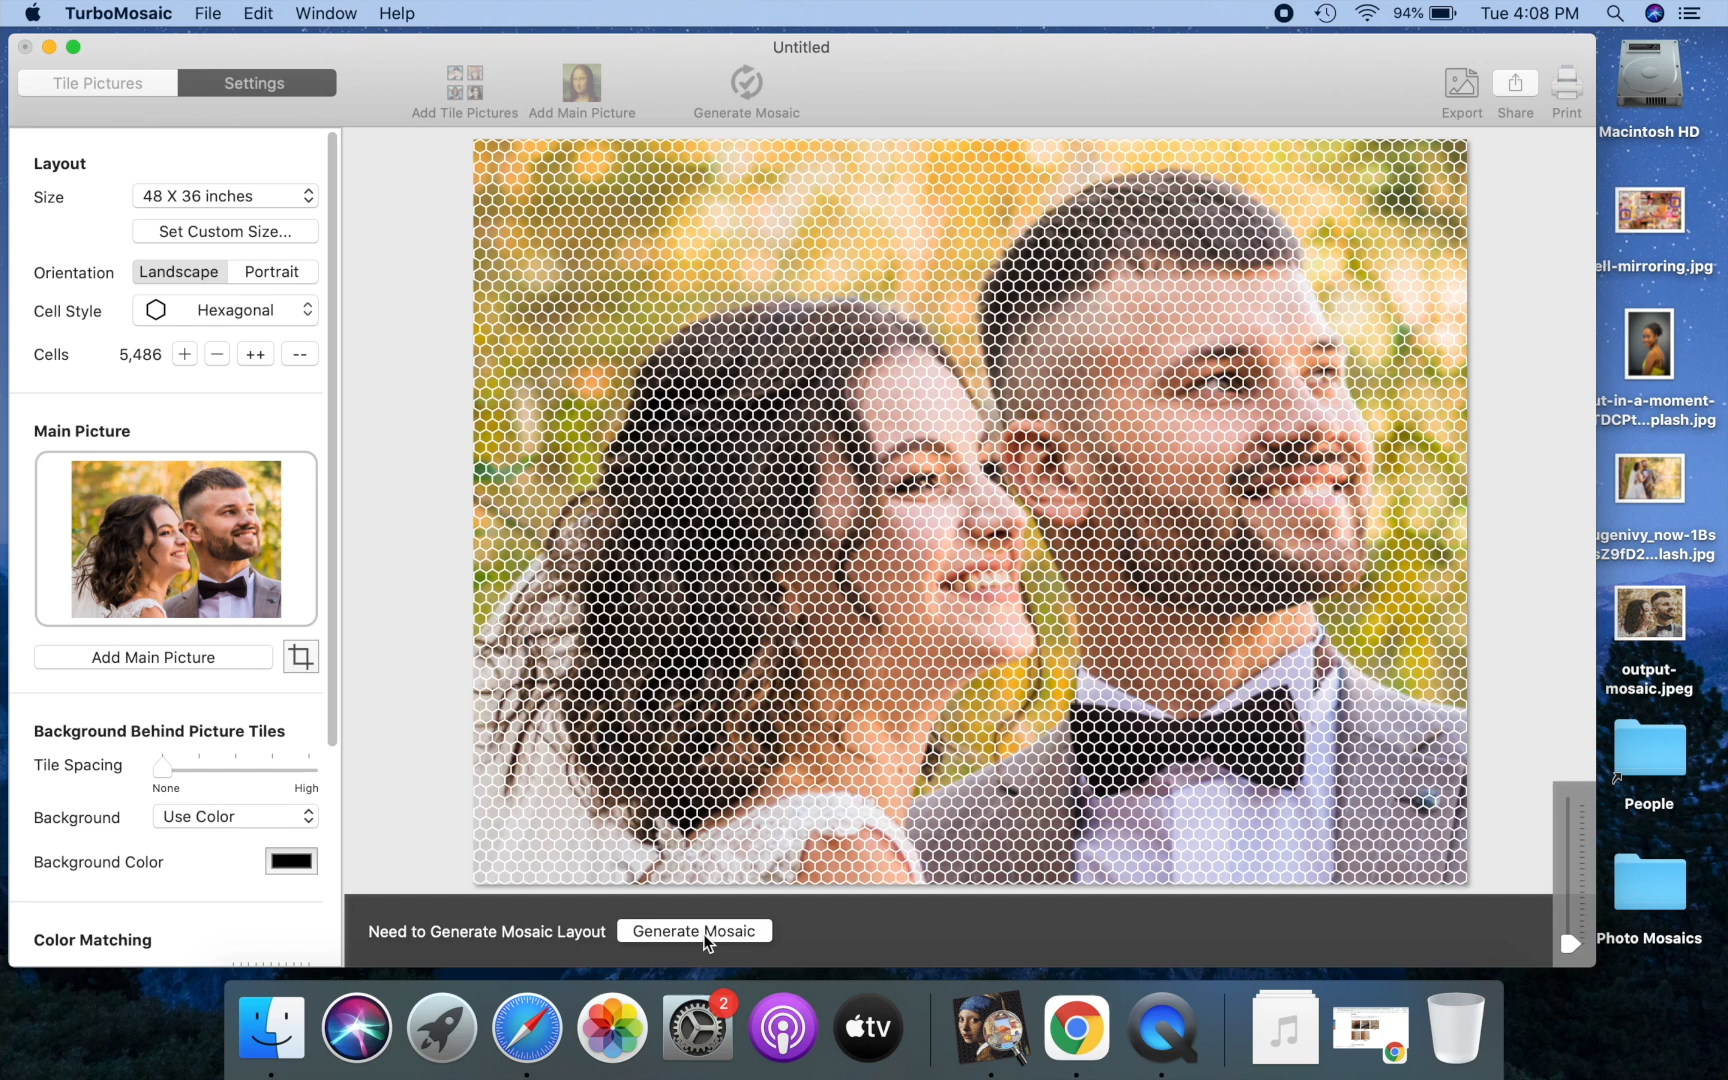 TurboMosaic File Edit Window Help 94% Tue 4:08 PM
Untitled
Tile Pictures Settings
Add Tile Pictures Add Main Picture Generate Mosaic Export Share Print
Layout
Size 48 X 36 inches
Set Custom Size...
Orientation Landscape Portrait
Cell Style Hexagonal
Cells 5,486 + − ++ --
Main Picture
Add Main Picture
Background Behind Picture Tiles
Tile Spacing
None High
Background Use Color
Background Color
Color Matching
Need to Generate Mosaic Layout Generate Mosaic
Macintosh HD
ell-mirroring.jpg
ut-in-a-moment-
TDCPt...plash.jpg
ugenivy_now-1Bs
sZ9fD2...lash.jpg
output-
mosaic.jpeg
People
Photo Mosaics
2
tv